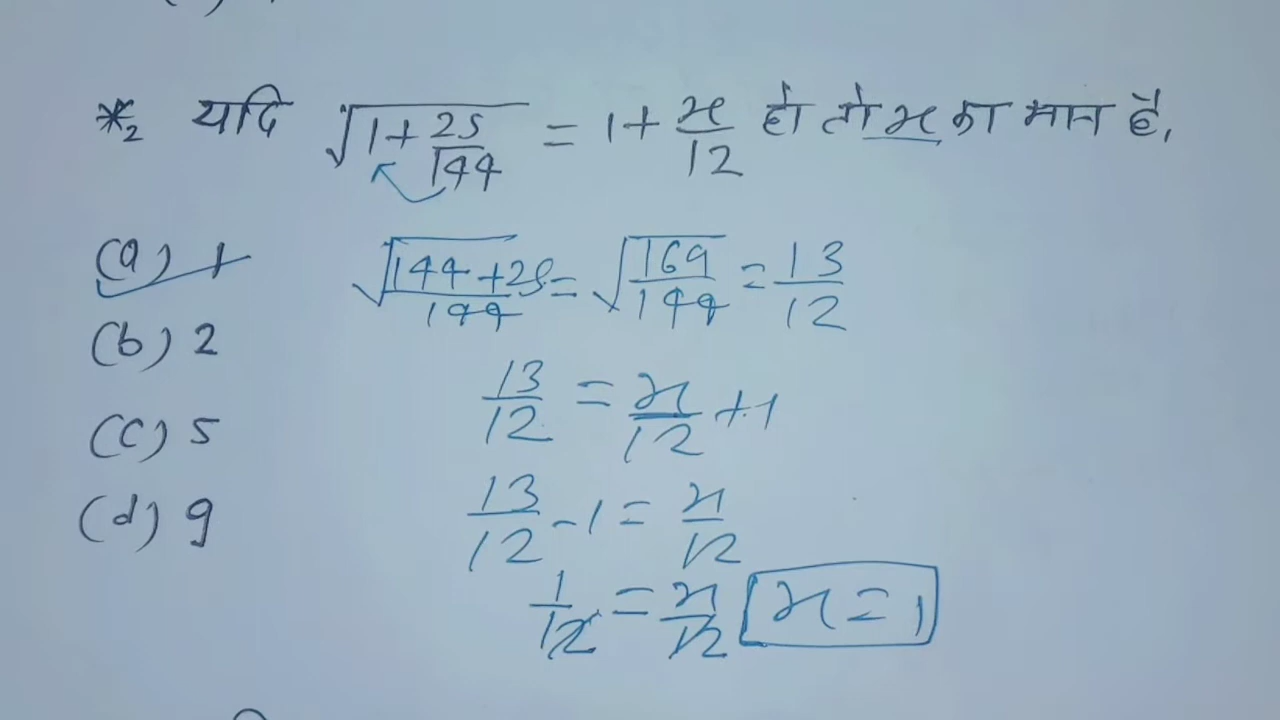 *2 यदि √(1 + 25/144) = 1 + x/12 हो तो x का मान है,
(a) 1 √((144 + 25)/144) = √(169/144) = 13/12
(b) 2
13/12 = x/12 + 1
(c) 5
13/12 - 1 = x/12
(d) 9
1/12 = x/12 x = 1